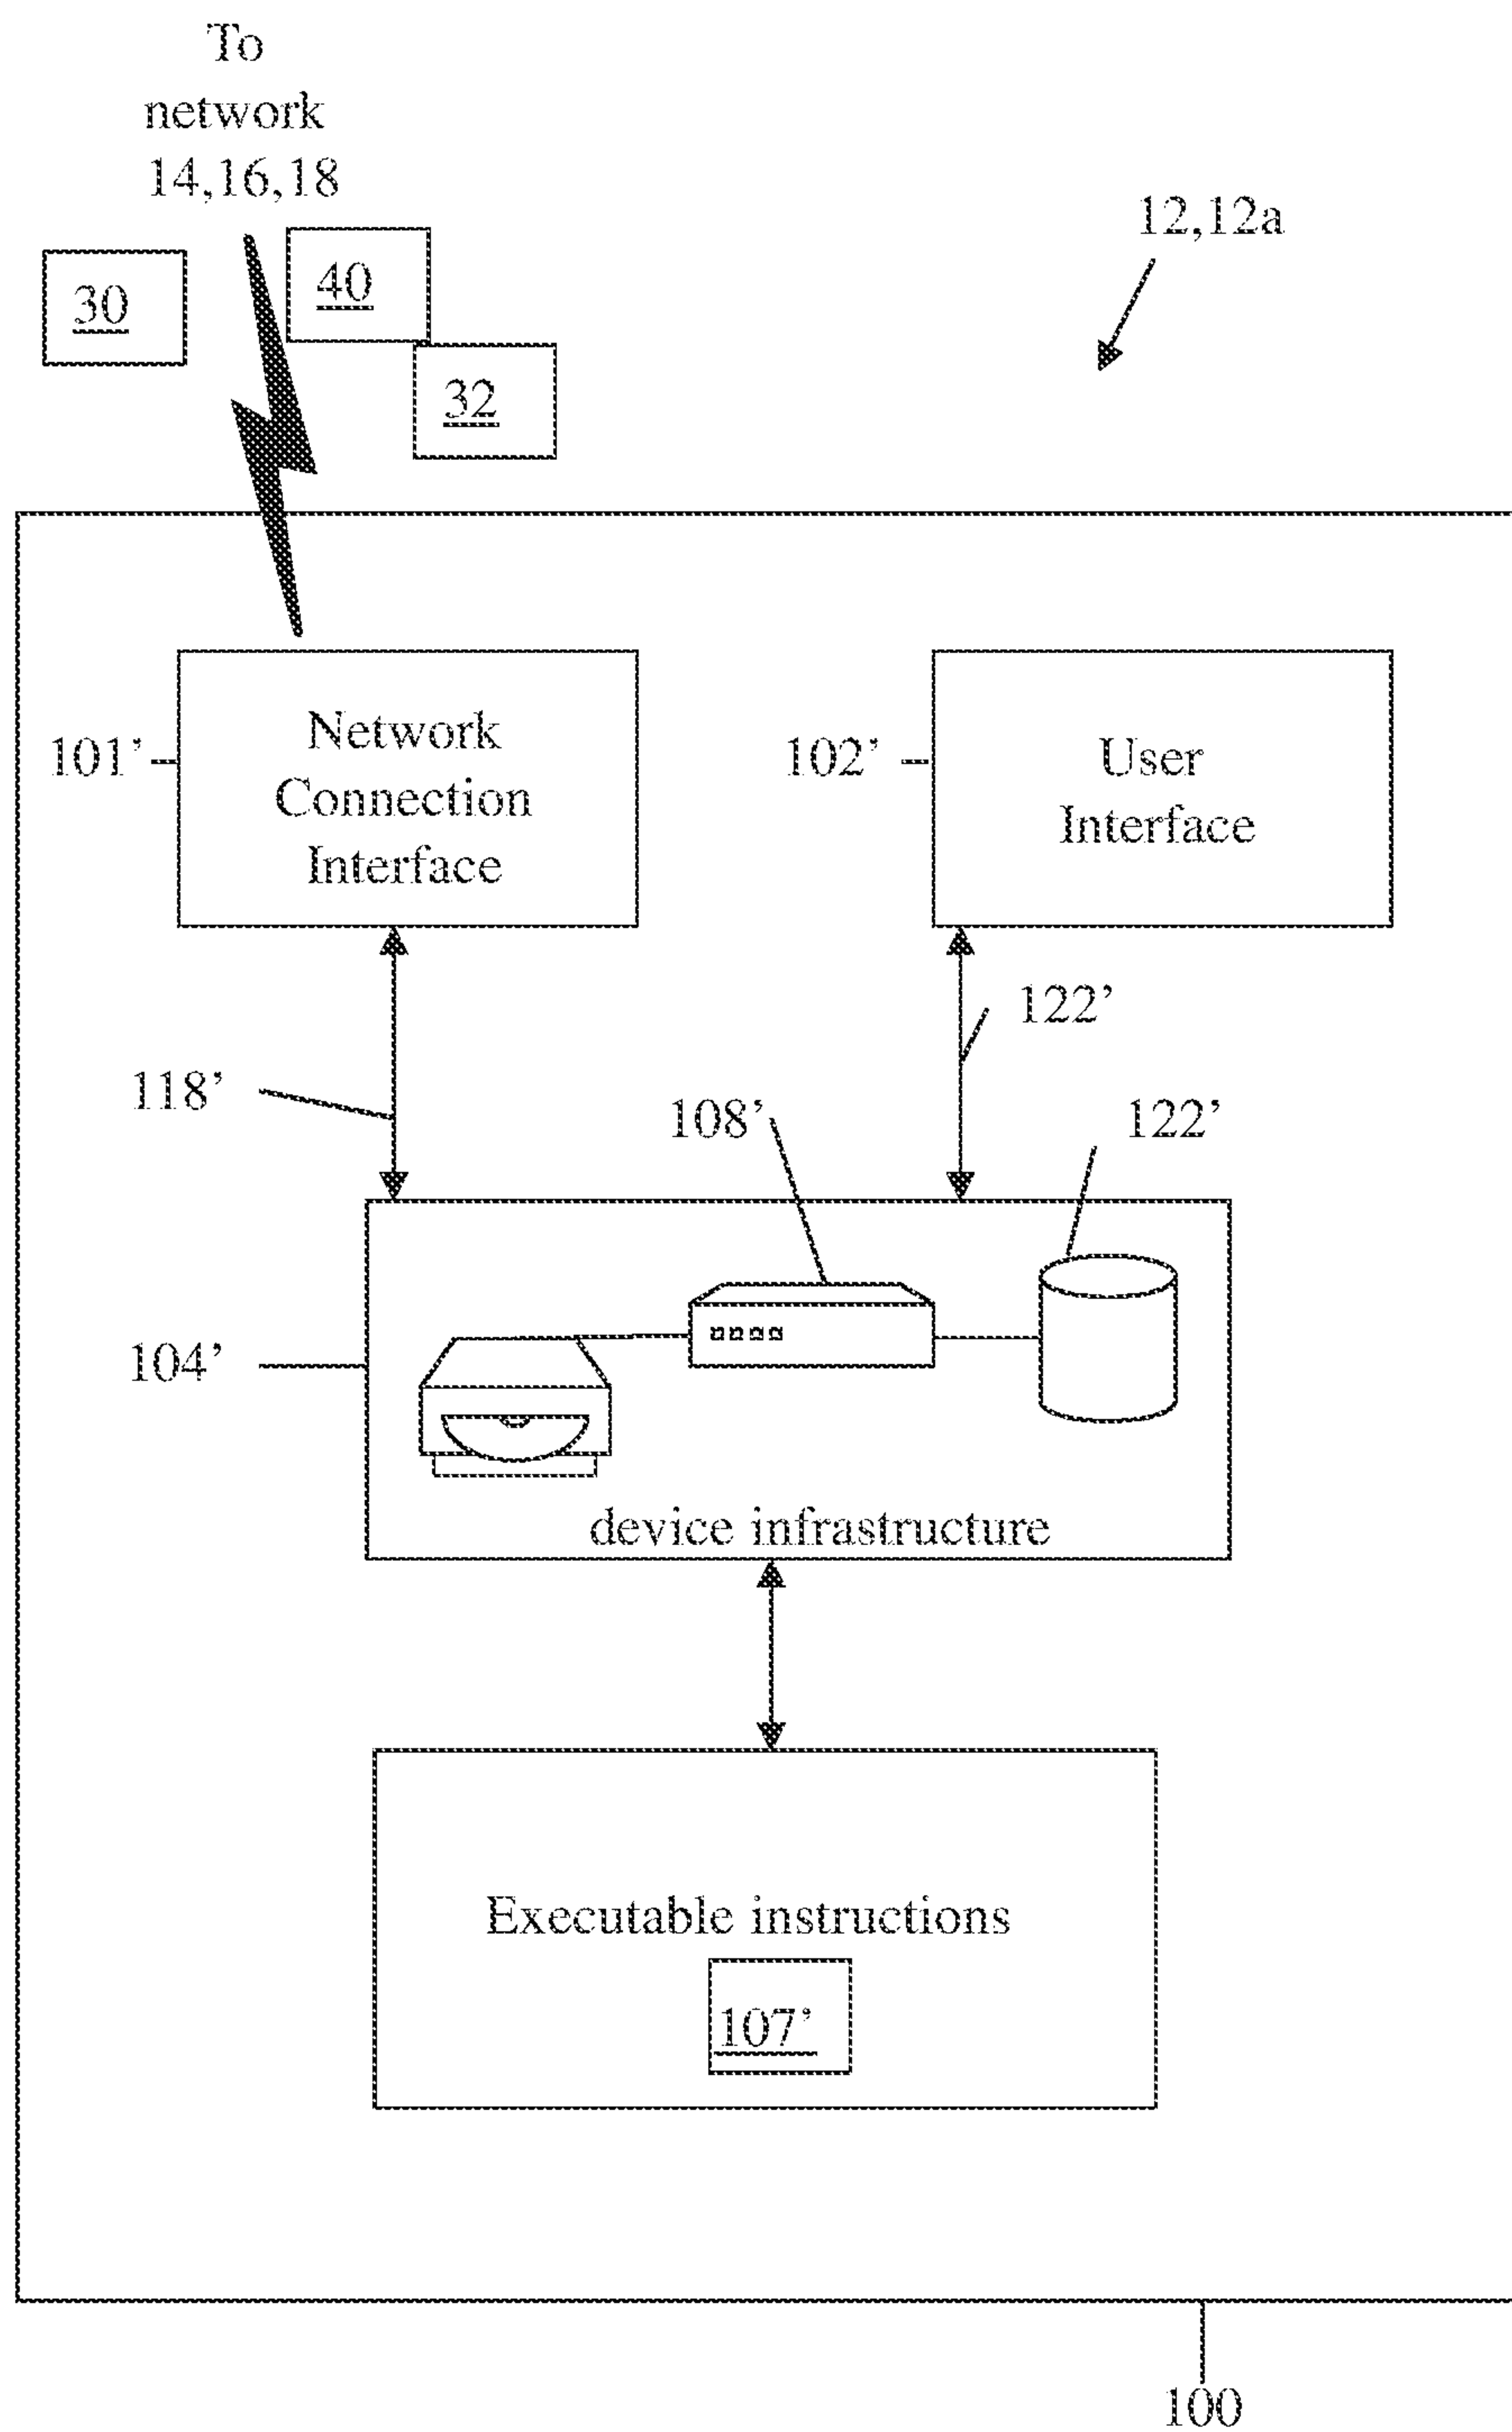 To
network
14,16,18
12,12a
30
40
32
101’
Network
Connection
Interface
102’
User
Interface
122’
118’
108’
122’
104’
device infrastructure
Executable instructions
107’
100